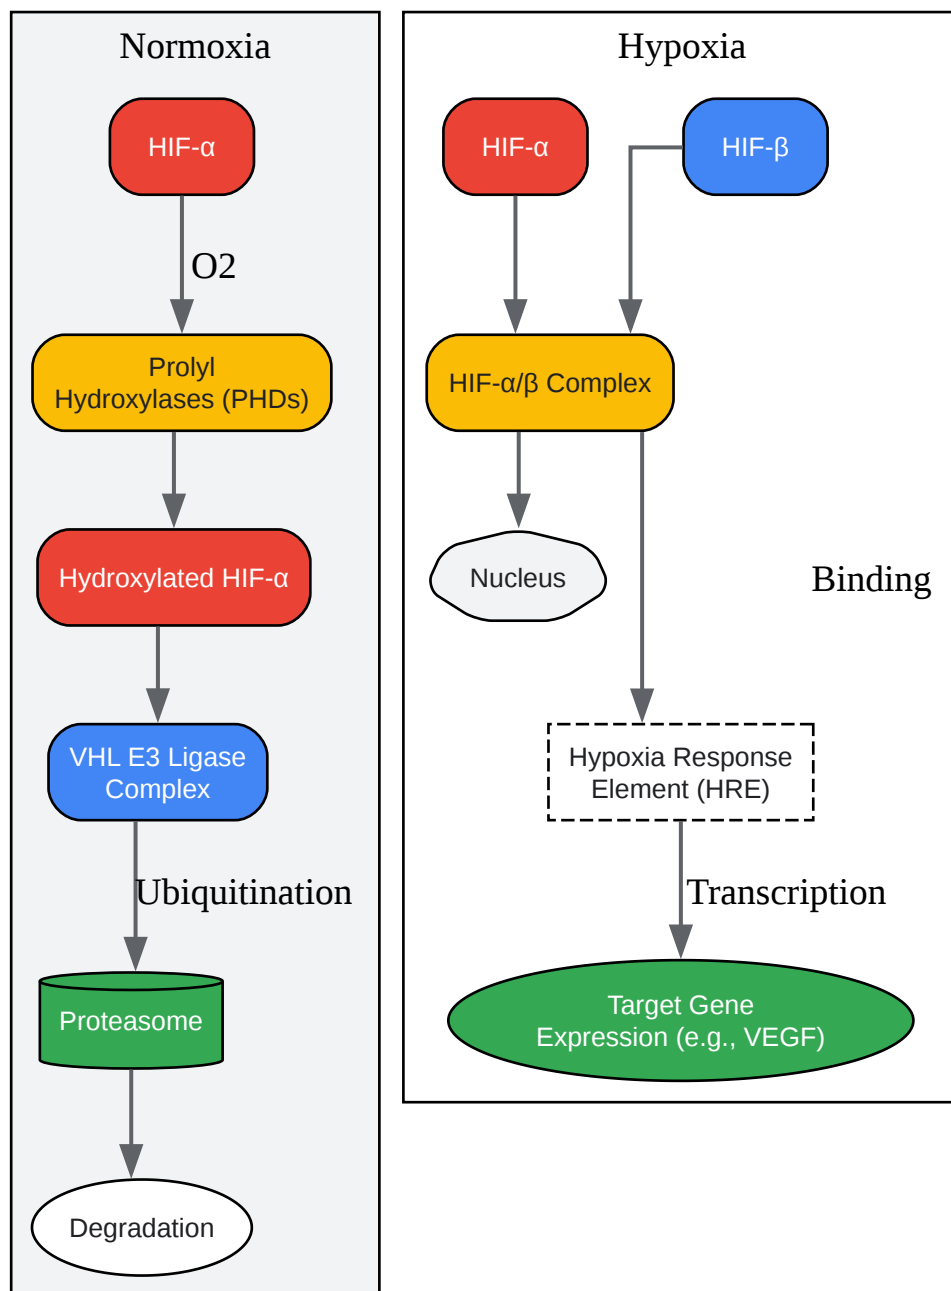 Normoxia
HIF-α
O2
Prolyl
Hydroxylases (PHDs)
Hydroxylated HIF-α
VHL E3 Ligase
Complex
Ubiquitination
Proteasome
Degradation
Hypoxia
HIF-α
HIF-β
HIF-α/β Complex
Nucleus
Binding
Hypoxia Response
Element (HRE)
Transcription
Target Gene
Expression (e.g., VEGF)